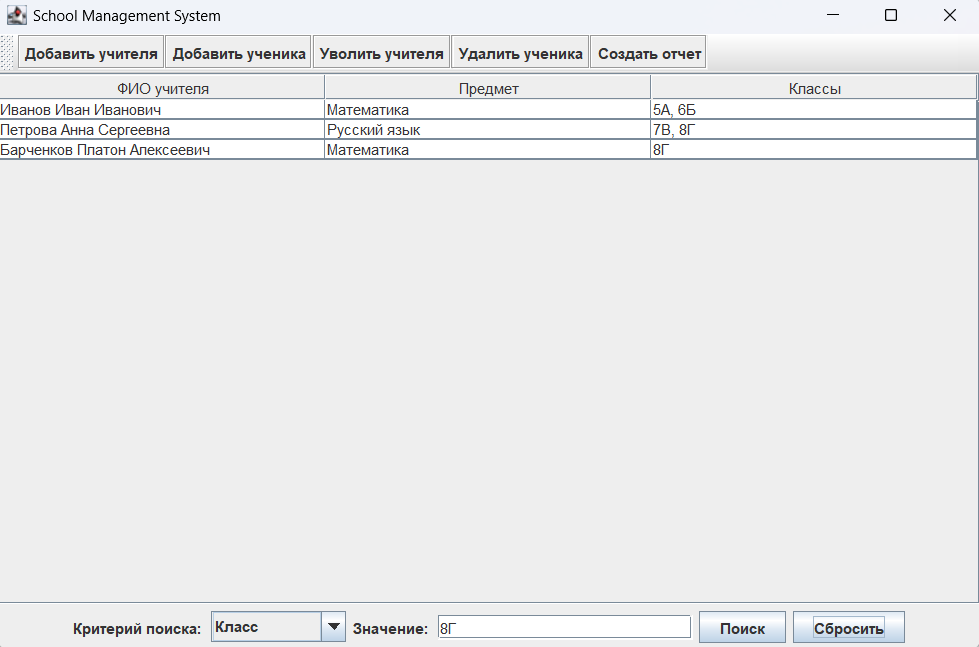 School Management System
Добавить учителя Добавить ученика Уволить учителя Удалить ученика Создать отчет
ФИО учителя Предмет Классы
Иванов Иван Иванович Математика 5А, 6Б
Петрова Анна Сергеевна Русский язык 7В, 8Г
Барченков Платон Алексеевич Математика 8Г
Критерий поиска: Класс Значение: 8Г Поиск Сбросить